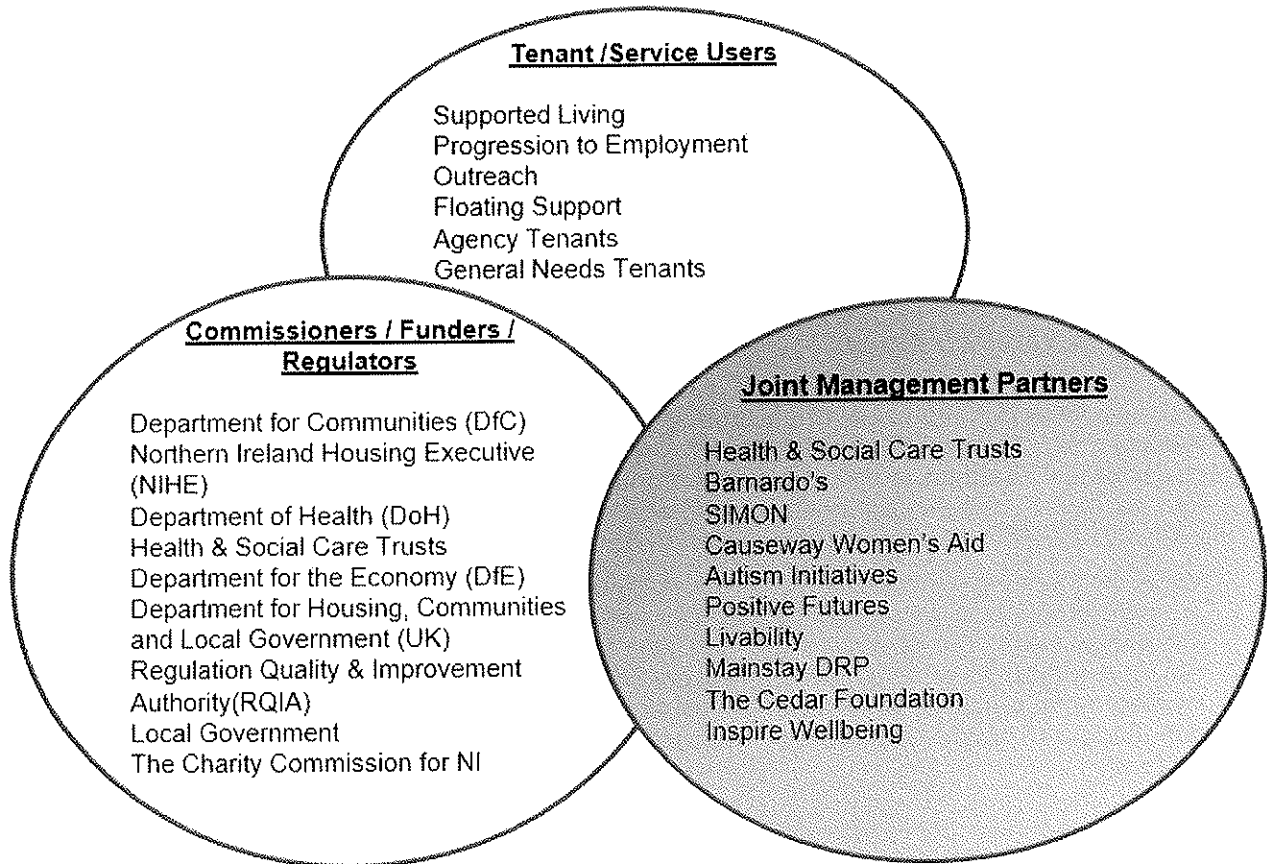 Tenant /Service Users
Supported Living
Progression to Employment
Outreach
Floating Support
Agency Tenants
General Needs Tenants
Commissioners / Funders /
Regulators
Department for Communities (DfC)
Northern Ireland Housing Executive
(NIHE)
Department of Health (DoH)
Health & Social Care Trusts
Department for the Economy (DfE)
Department for Housing, Communities
and Local Government (UK)
Regulation Quality & Improvement
Authority(RQIA)
Local Government
The Charity Commission for NI
Joint Management Partners
Health & Social Care Trusts
Barnardo's
SIMON
Causeway Women's Aid
Autism Initiatives
Positive Futures
Livability
Mainstay DRP
The Cedar Foundation
Inspire Wellbeing